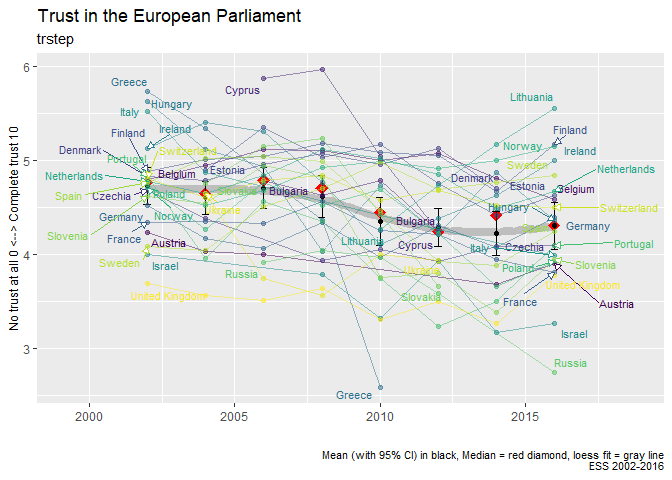 Trust in the European Parliament
trstep
No trust at all 0 <--> Complete trust 10
6
5
4
3
2000
2005
2010
2015
Greece
Hungary
Italy
Finland
Ireland
Denmark
Switzerland
Portugal
Netherlands
Belgium
Estonia
Spain
Czechia
Poland
Slovakia
Ukraine
Germany
Norway
Slovenia
France
Austria
Sweden
Israel
United Kingdom
Cyprus
Bulgaria
Russia
Bulgaria
Lithuania
Cyprus
Ukraine
Slovakia
Greece
Lithuania
Finland
Norway
Ireland
Sweden
Netherlands
Denmark
Estonia
Belgium
Hungary
Switzerland
Germany
Italy
Czechia
Portugal
Poland
Slovenia
United Kingdom
France
Austria
Israel
Russia
Mean (with 95% CI) in black, Median = red diamond, loess fit = gray line
ESS 2002-2016